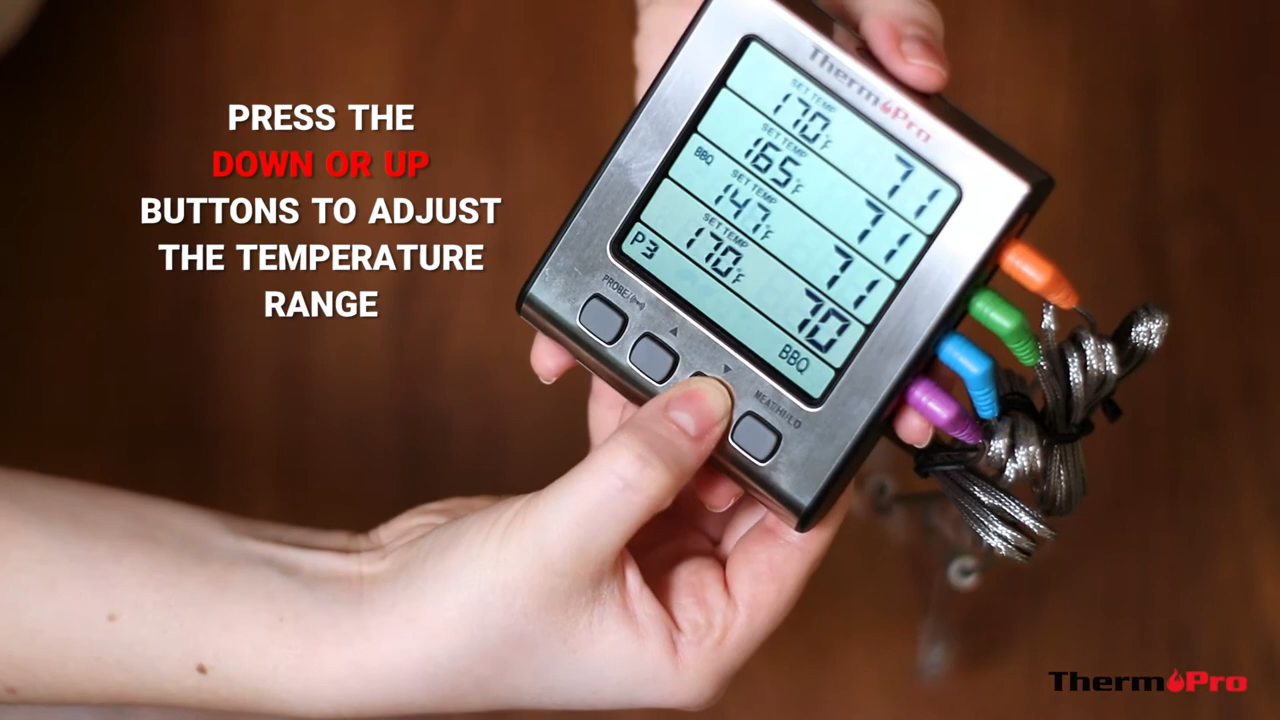 PRESS THE
DOWN OR UP
BUTTONS TO ADJUST
THE TEMPERATURE
RANGE
ThermoPro
SET TEMP
170°F 71
SET TEMP
BBQ 165°F 71
SET TEMP
147°F 71
SET TEMP
P3 170°F 70
BBQ
PROBE/((•))
▲
▼
MEAT/HI/LO
ThermoPro